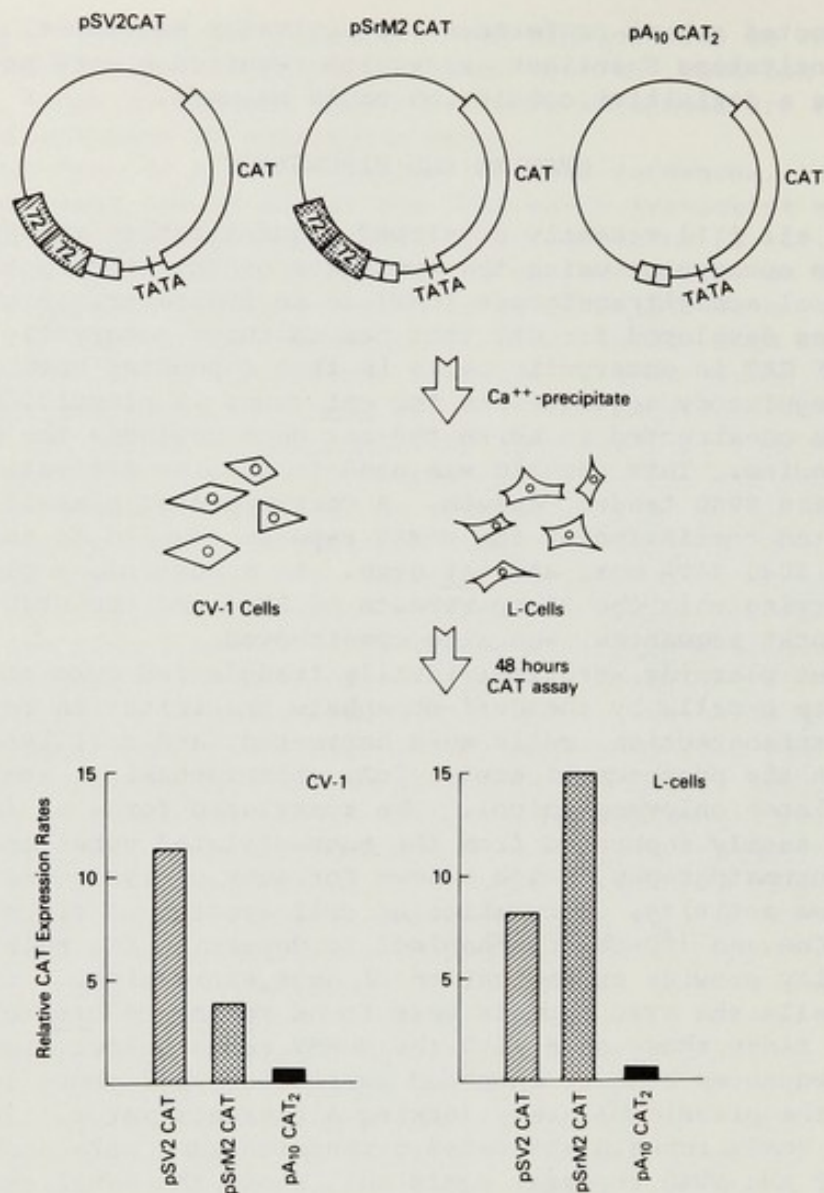 pSV2CAT
pSrM2 CAT
pA10 CAT2
CAT
CAT
CAT
72
72
72
72
TATA
TATA
TATA
Ca++-precipitate
CV-1 Cells
L-Cells
48 hours
CAT assay
Relative CAT Expression Rates
15
10
5
CV-1
pSV2 CAT
pSrM2 CAT
pA10 CAT2
15
10
5
L-cells
pSV2 CAT
pSrM2 CAT
pA10 CAT2